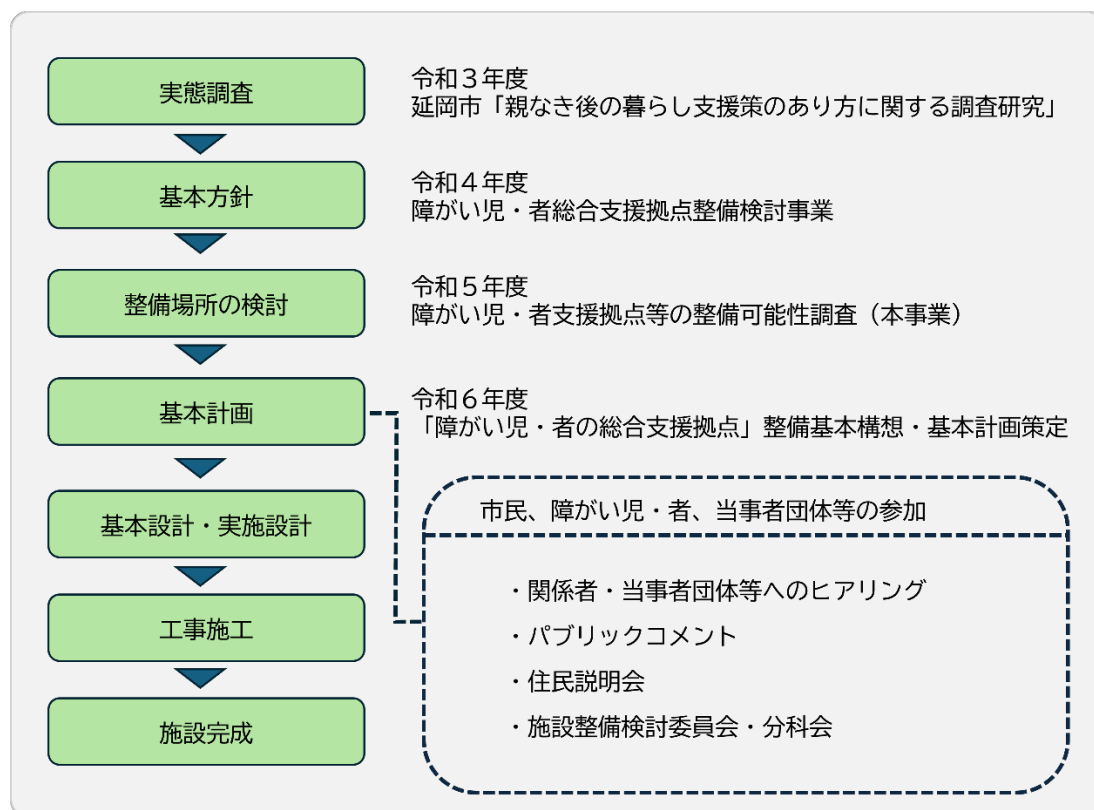 実態調査
令和３年度
延岡市「親なき後の暮らし支援策のあり方に関する調査研究」
基本方針
令和４年度
障がい児・者総合支援拠点整備検討事業
整備場所の検討
令和５年度
障がい児・者支援拠点等の整備可能性調査（本事業）
基本計画
令和６年度
「障がい児・者の総合支援拠点」整備基本構想・基本計画策定
基本設計・実施設計
工事施工
施設完成
市民、障がい児・者、当事者団体等の参加
・関係者・当事者団体等へのヒアリング
・パブリックコメント
・住民説明会
・施設整備検討委員会・分科会